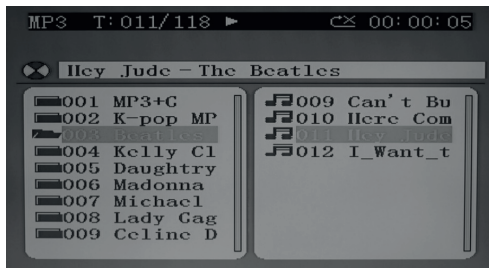 MP3 T:011/118 00:00:05
Hey Jude - The Beatles
001 MP3+G
002 K-pop MP
003 Beatles
004 Kelly Cl
005 Daughtry
006 Madonna
007 Michael
008 Lady Gag
009 Celine D
009 Can't Bu
010 Here Com
011 Hey Jude
012 I_Want_t